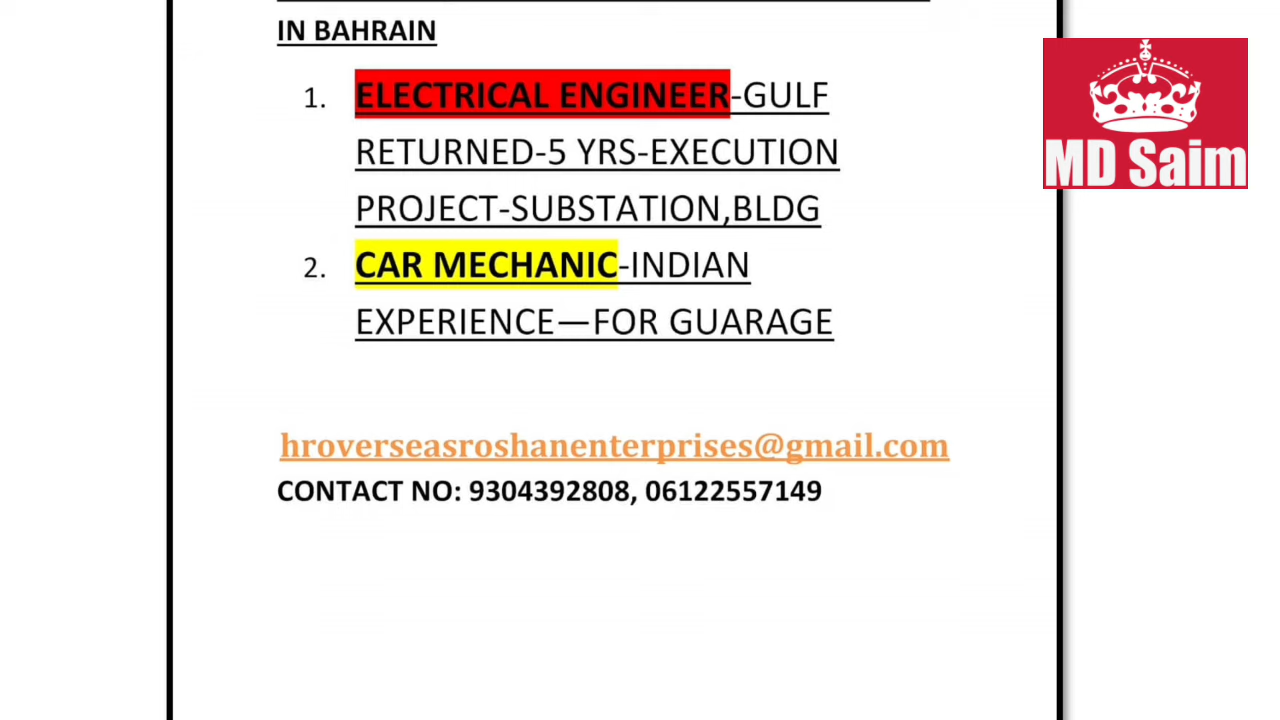 IN BAHRAIN
1. ELECTRICAL ENGINEER-GULF
RETURNED-5 YRS-EXECUTION
PROJECT-SUBSTATION,BLDG
2. CAR MECHANIC-INDIAN
EXPERIENCE—FOR GUARAGE
hroverseasroshanenterprises@gmail.com
CONTACT NO: 9304392808, 06122557149
MD Saim